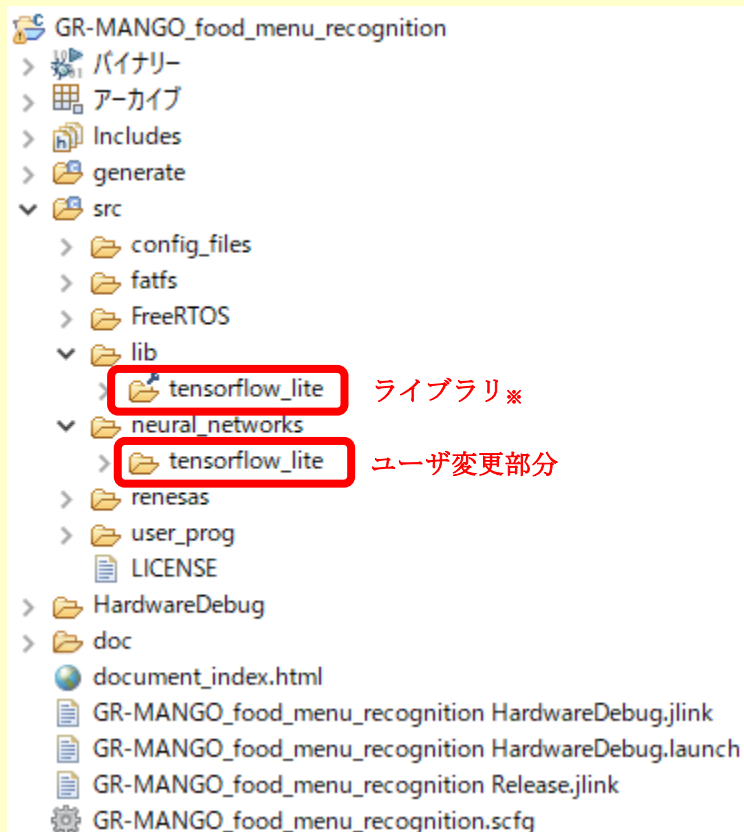 GR-MANGO_food_menu_recognition
バイナリー
アーカイブ
Includes
generate
src
config_files
fatfs
FreeRTOS
lib
tensorflow_lite ライブラリ※
neural_networks
tensorflow_lite ユーザ変更部分
renesas
user_prog
LICENSE
HardwareDebug
doc
document_index.html
GR-MANGO_food_menu_recognition HardwareDebug.jlink
GR-MANGO_food_menu_recognition HardwareDebug.launch
GR-MANGO_food_menu_recognition Release.jlink
GR-MANGO_food_menu_recognition.scfg